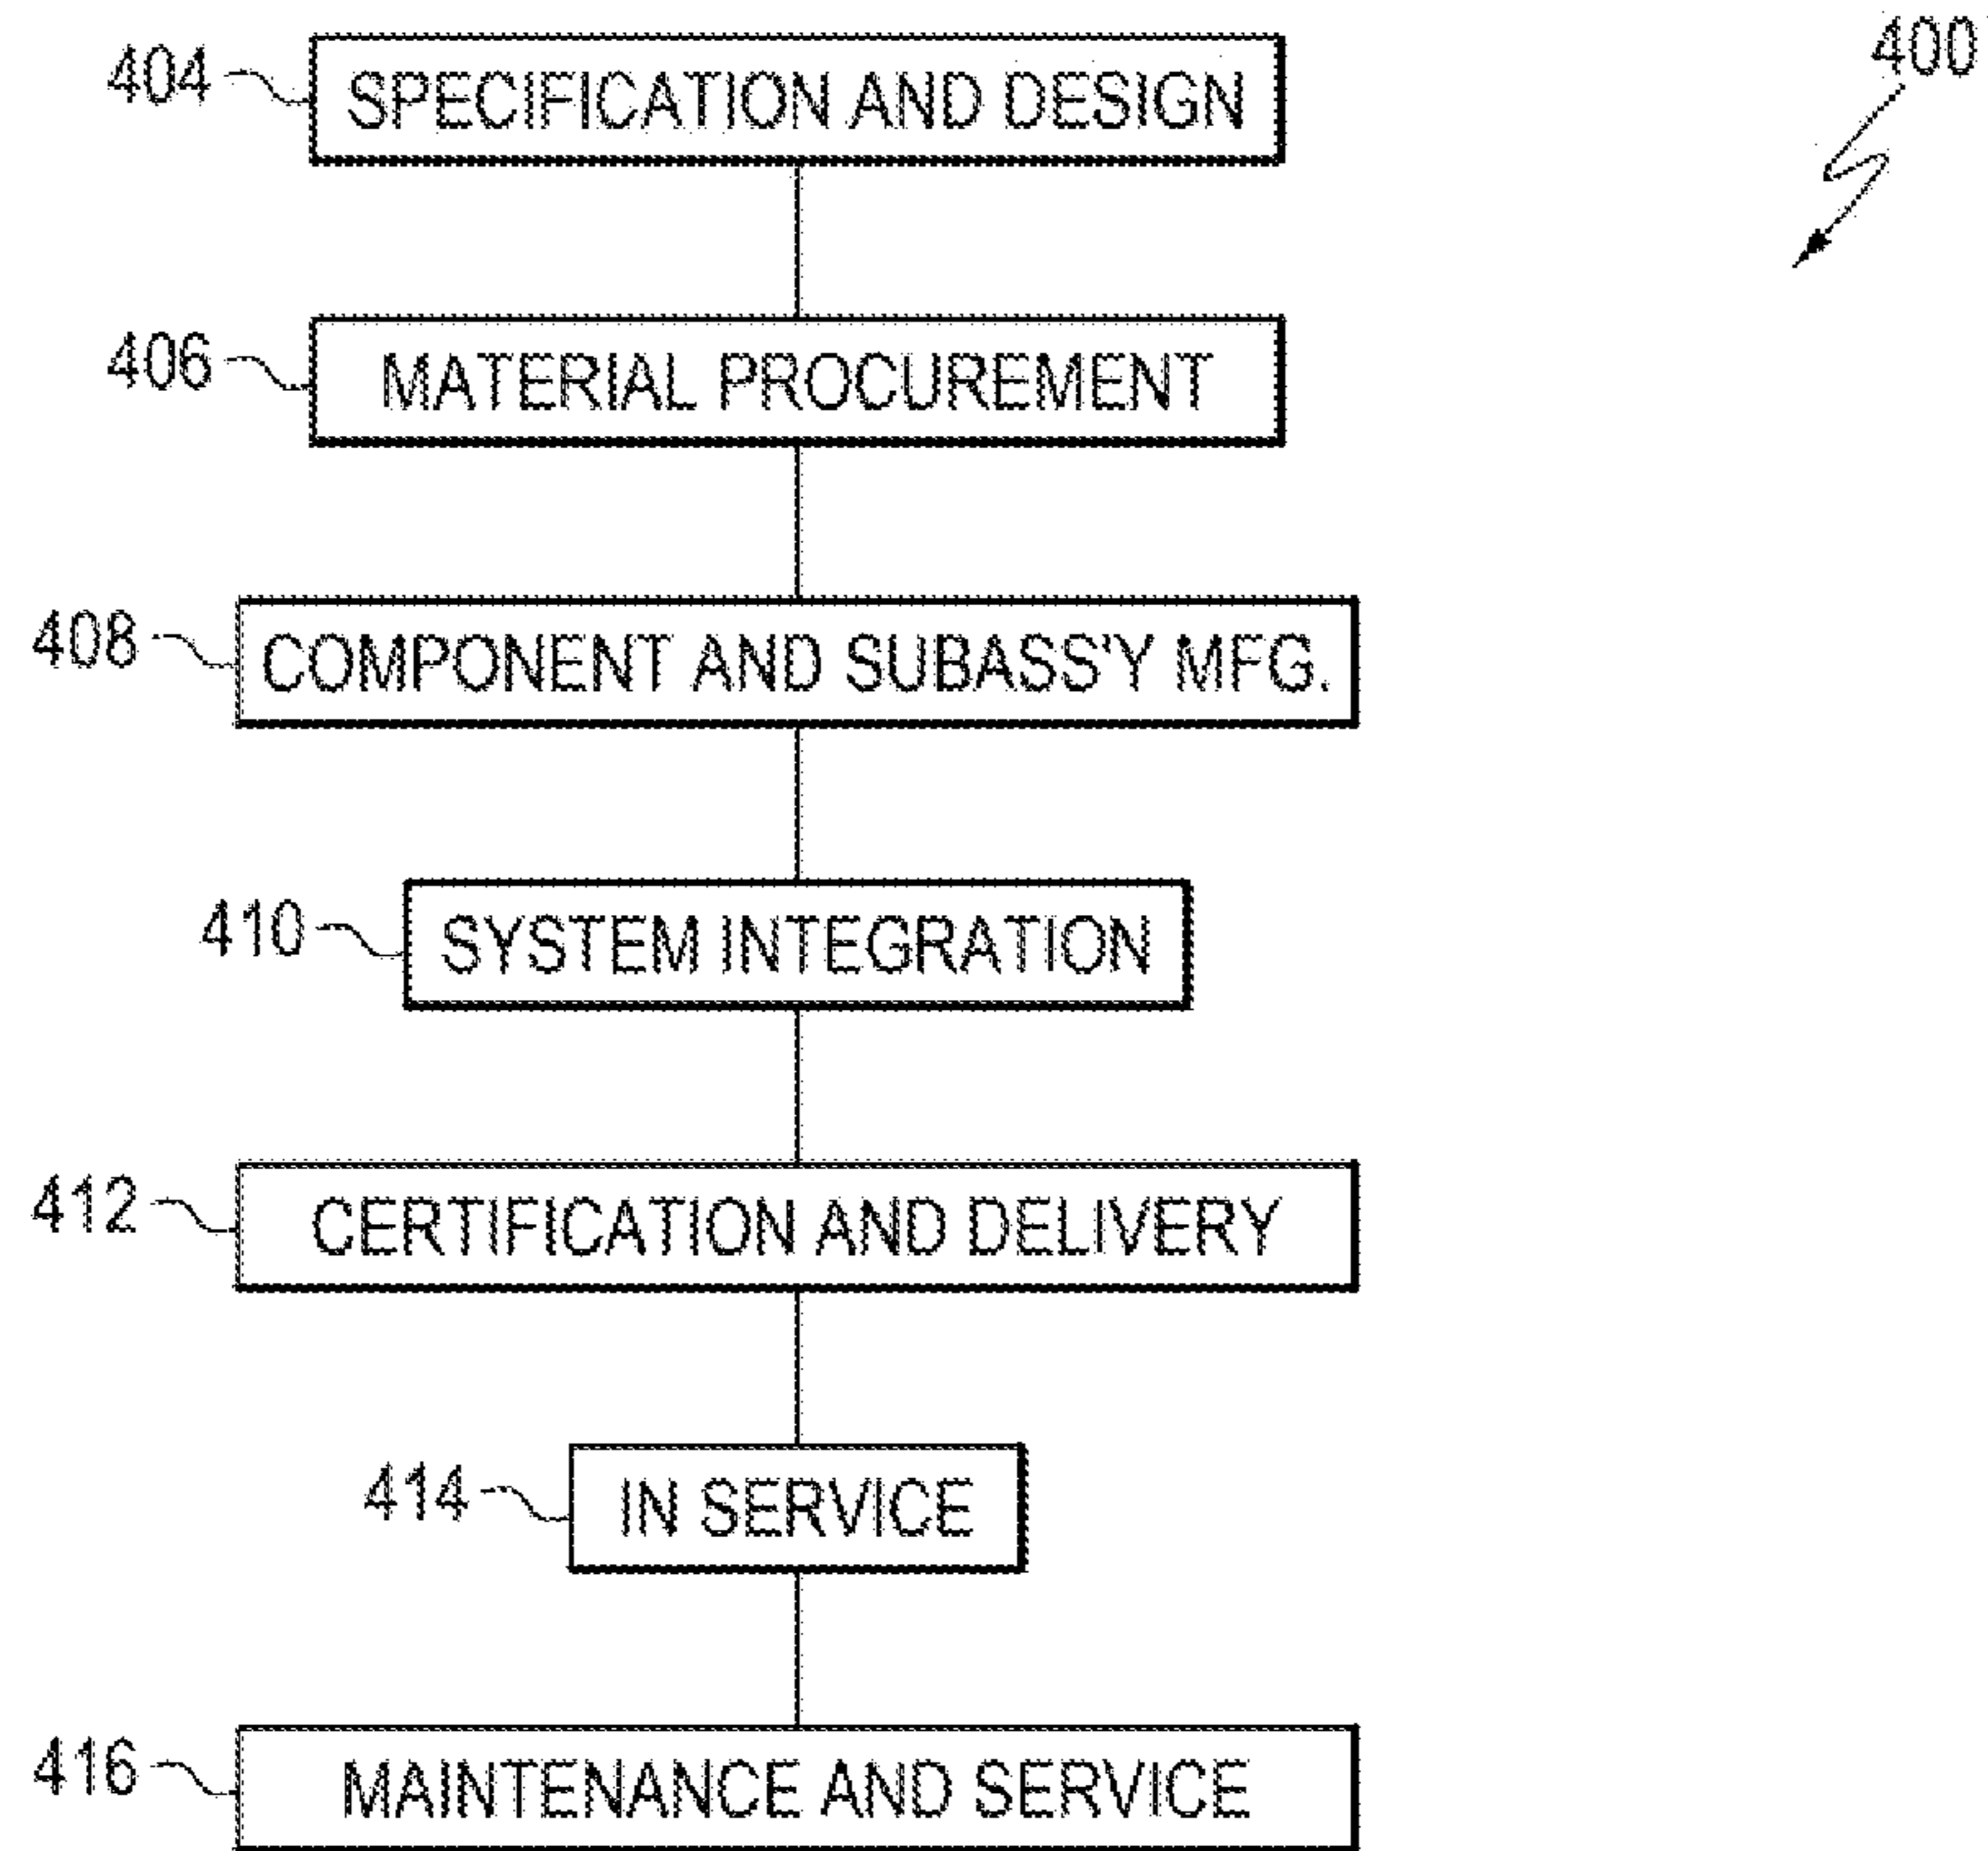 400
404 SPECIFICATION AND DESIGN
406 MATERIAL PROCUREMENT
408 COMPONENT AND SUBASS'Y MFG.
410 SYSTEM INTEGRATION
412 CERTIFICATION AND DELIVERY
414 IN SERVICE
416 MAINTENANCE AND SERVICE